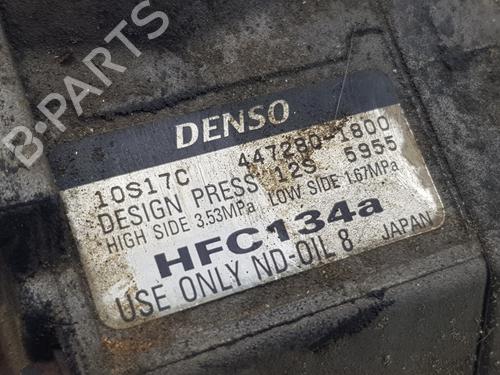 B-PARTS
DENSO
10S17C 447280-1800
DESIGN PRESS 12S 5955
HIGH SIDE 3.53MPa LOW SIDE 1.67MPa
HFC134a
USE ONLY ND-OIL 8 JAPAN